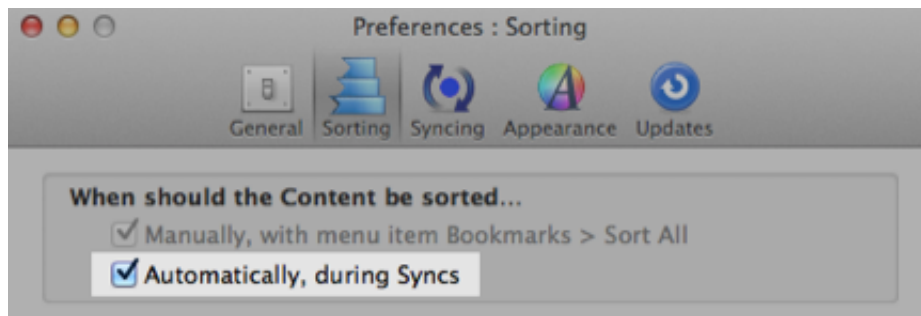 Preferences : Sorting
General Sorting Syncing Appearance Updates
When should the Content be sorted...
Manually, with menu item Bookmarks > Sort All
Automatically, during Syncs